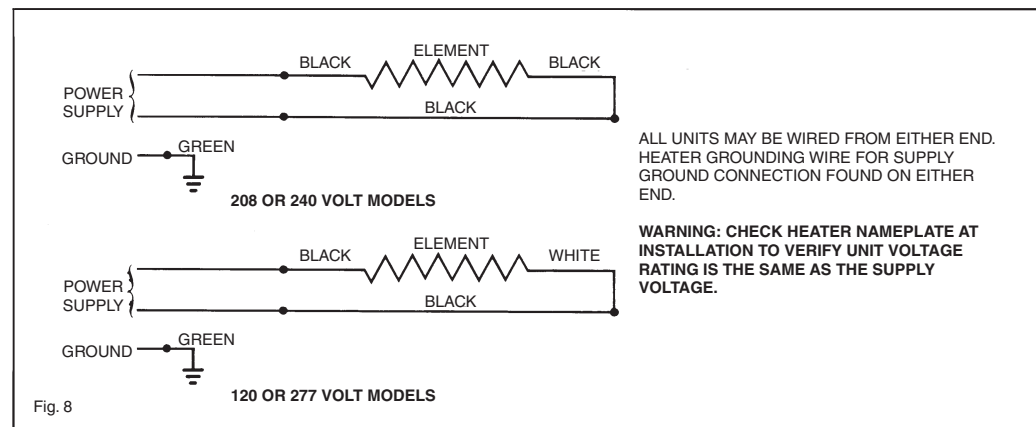 BLACK
ELEMENT
BLACK
POWER
SUPPLY
BLACK
GROUND
GREEN
208 OR 240 VOLT MODELS
BLACK
ELEMENT
WHITE
POWER
SUPPLY
BLACK
GROUND
GREEN
120 OR 277 VOLT MODELS
Fig. 8
ALL UNITS MAY BE WIRED FROM EITHER END.
HEATER GROUNDING WIRE FOR SUPPLY
GROUND CONNECTION FOUND ON EITHER
END.
WARNING: CHECK HEATER NAMEPLATE AT
INSTALLATION TO VERIFY UNIT VOLTAGE
RATING IS THE SAME AS THE SUPPLY
VOLTAGE.